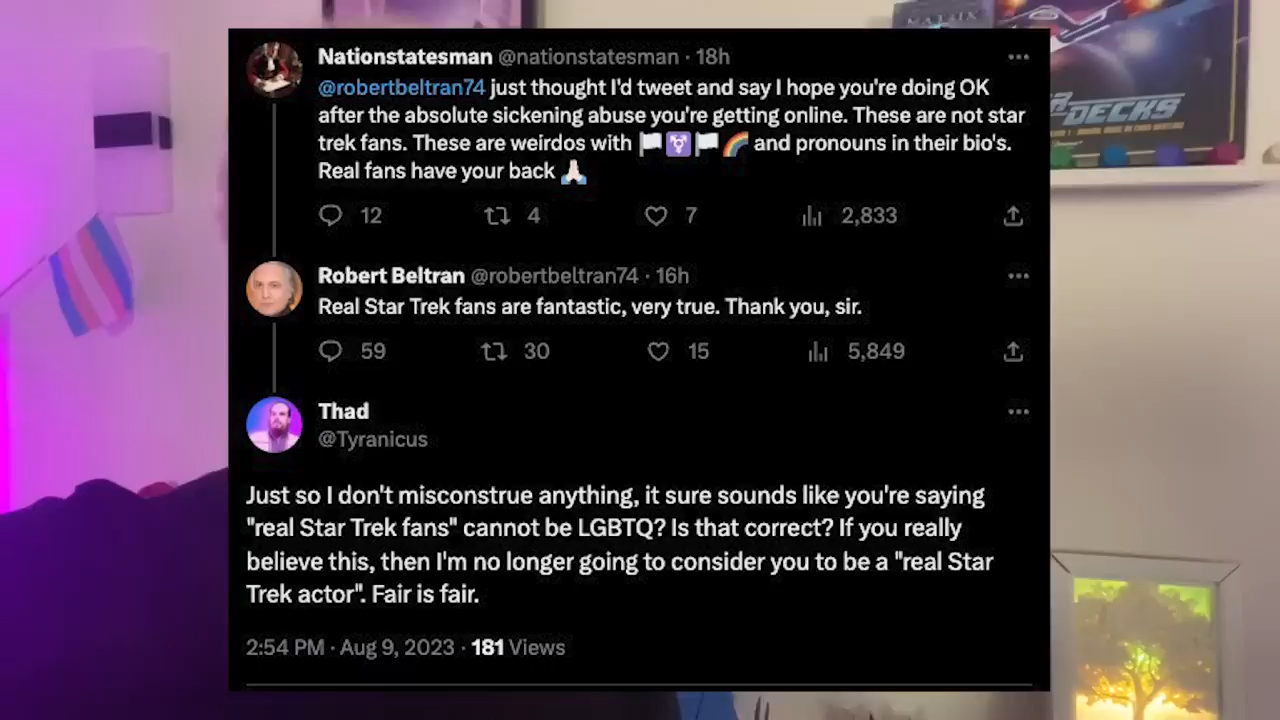 MATRIX
DECKS
Nationstatesman @nationstatesman · 18h
@robertbeltran74 just thought I'd tweet and say I hope you're doing OK
after the absolute sickening abuse you're getting online. These are not star
trek fans. These are weirdos with 🏳️⚧🏳️🌈 and pronouns in their bio's.
Real fans have your back 🙏🏻
12 4 7 2,833
Robert Beltran @robertbeltran74 · 16h
Real Star Trek fans are fantastic, very true. Thank you, sir.
59 30 15 5,849
Thad
@Tyranicus
Just so I don't misconstrue anything, it sure sounds like you're saying
"real Star Trek fans" cannot be LGBTQ? Is that correct? If you really
believe this, then I'm no longer going to consider you to be a "real Star
Trek actor". Fair is fair.
2:54 PM · Aug 9, 2023 · 181 Views